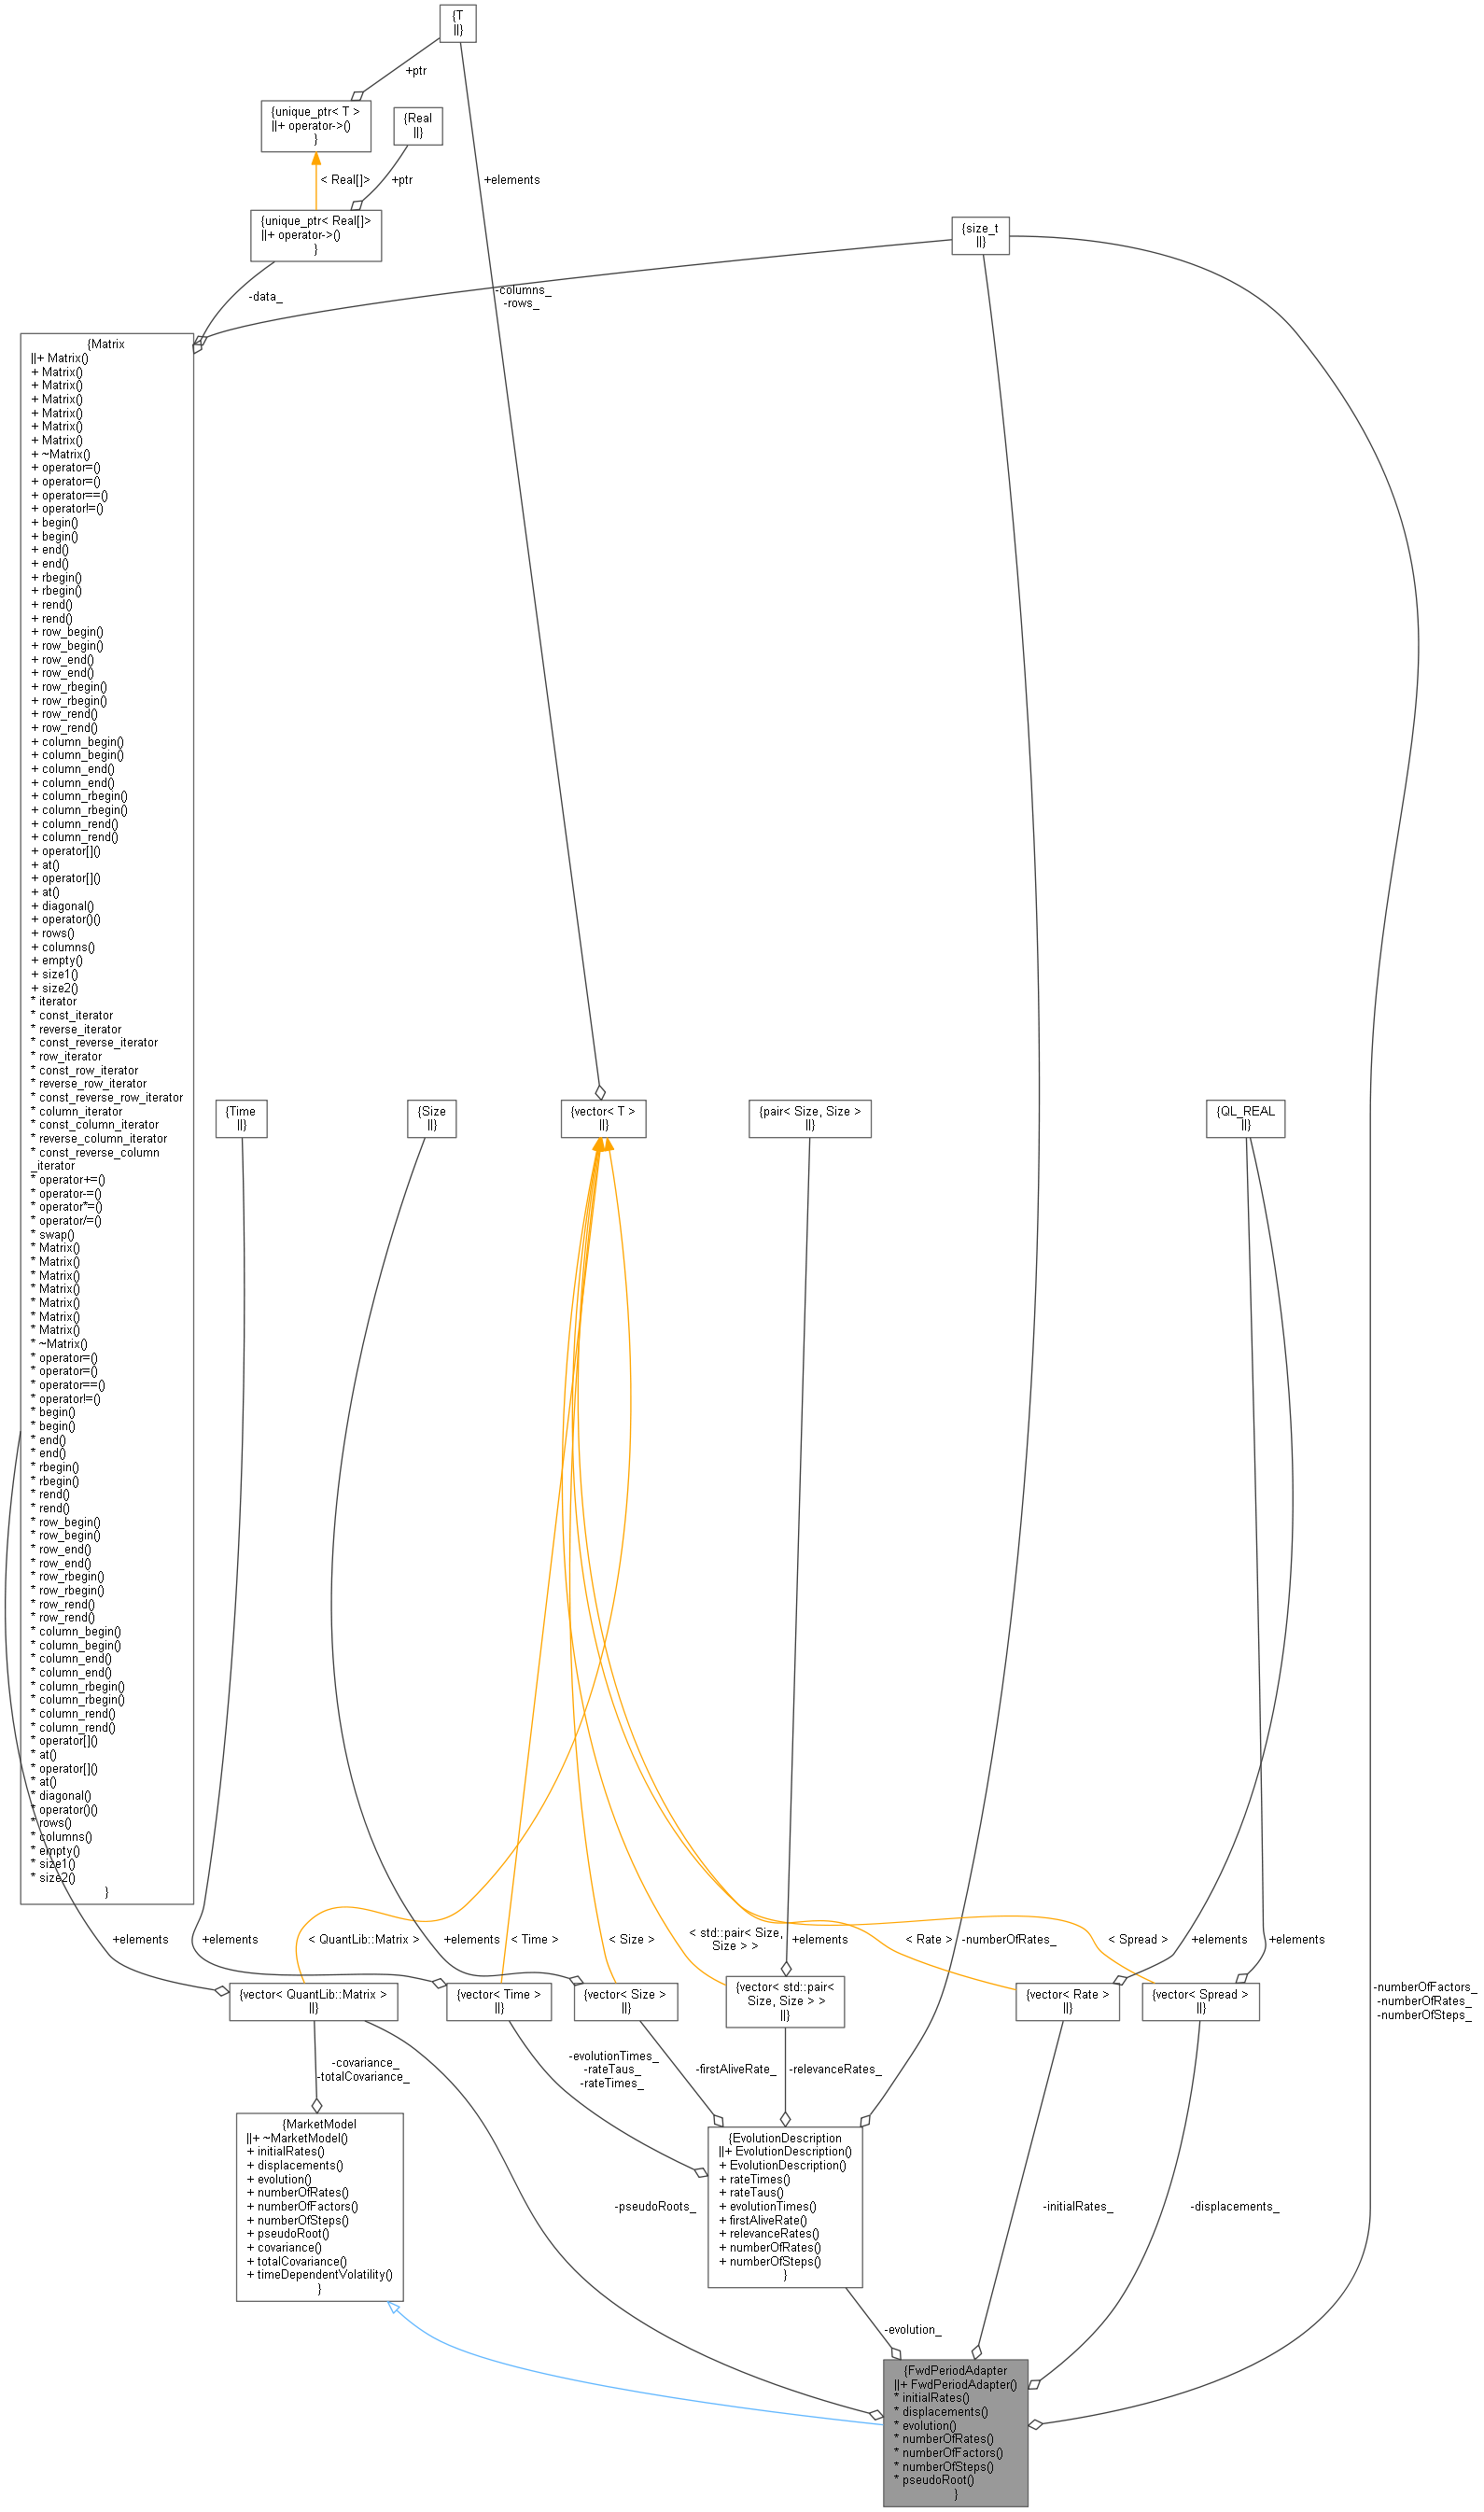 {T
||}
+ptr
{unique_ptr< T >
||+ operator->()
}
{Real
||}
< Real[]>
+ptr
+elements
{unique_ptr< Real[]>
||+ operator->()
}
{size_t
||}
-data_
-columns_
-rows_
{Matrix
||+ Matrix()
+ Matrix()
+ Matrix()
+ Matrix()
+ Matrix()
+ Matrix()
+ Matrix()
+ ~Matrix()
+ operator=()
+ operator=()
+ operator==()
+ operator!=()
+ begin()
+ begin()
+ end()
+ end()
+ rbegin()
+ rbegin()
+ rend()
+ rend()
+ row_begin()
+ row_begin()
+ row_end()
+ row_end()
+ row_rbegin()
+ row_rbegin()
+ row_rend()
+ row_rend()
+ column_begin()
+ column_begin()
+ column_end()
+ column_end()
+ column_rbegin()
+ column_rbegin()
+ column_rend()
+ column_rend()
+ operator[]()
+ at()
+ operator[]()
+ at()
+ diagonal()
+ operator()()
+ rows()
+ columns()
+ empty()
+ size1()
+ size2()
* iterator
* const_iterator
* reverse_iterator
* const_reverse_iterator
* row_iterator
* const_row_iterator
* reverse_row_iterator
* const_reverse_row_iterator
* column_iterator
* const_column_iterator
* reverse_column_iterator
* const_reverse_column
_iterator
* operator+=()
* operator-=()
* operator*=()
* operator/=()
* swap()
* Matrix()
* Matrix()
* Matrix()
* Matrix()
* Matrix()
* Matrix()
* Matrix()
* ~Matrix()
* operator=()
* operator=()
* operator==()
* operator!=()
* begin()
* begin()
* end()
* end()
* rbegin()
* rbegin()
* rend()
* rend()
* row_begin()
* row_begin()
* row_end()
* row_end()
* row_rbegin()
* row_rbegin()
* row_rend()
* row_rend()
* column_begin()
* column_begin()
* column_end()
* column_end()
* column_rbegin()
* column_rbegin()
* column_rend()
* column_rend()
* operator[]()
* at()
* operator[]()
* at()
* diagonal()
* operator()()
* rows()
* columns()
* empty()
* size1()
* size2()
}
{Time
||}
{Size
||}
{vector< T >
||}
{pair< Size, Size >
||}
{QL_REAL
||}
+elements
+elements
< QuantLib::Matrix >
+elements
< Time >
< Size >
< std::pair< Size,
Size > >
+elements
< Rate >
-numberOfRates_
< Spread >
+elements
+elements
-numberOfFactors_
-numberOfRates_
-numberOfSteps_
{vector< QuantLib::Matrix >
||}
{vector< Time >
||}
{vector< Size >
||}
{vector< std::pair<
Size, Size > >
||}
{vector< Rate >
||}
{vector< Spread >
||}
-covariance_
-totalCovariance_
-evolutionTimes_
-rateTaus_
-rateTimes_
-firstAliveRate_
-relevanceRates_
{MarketModel
||+ ~MarketModel()
+ initialRates()
+ displacements()
+ evolution()
+ numberOfRates()
+ numberOfFactors()
+ numberOfSteps()
+ pseudoRoot()
+ covariance()
+ totalCovariance()
+ timeDependentVolatility()
}
-pseudoRoots_
{EvolutionDescription
||+ EvolutionDescription()
+ EvolutionDescription()
+ rateTimes()
+ rateTaus()
+ evolutionTimes()
+ firstAliveRate()
+ relevanceRates()
+ numberOfRates()
+ numberOfSteps()
}
-initialRates_
-displacements_
-evolution_
{FwdPeriodAdapter
||+ FwdPeriodAdapter()
* initialRates()
* displacements()
* evolution()
* numberOfRates()
* numberOfFactors()
* numberOfSteps()
* pseudoRoot()
}